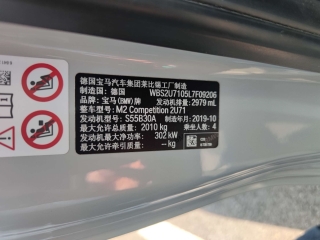 德国宝马汽车集团莱比锡工厂制造
制造国：德国 WBS2U7105L7F09206
品牌：宝马(BMW)牌 发动机排量：2979 mL
型号：M2 Competition 2U71
发动机型号：S55B30A 制造年月：2019-10
最大允许总质量：2010 kg 乘坐人数：4
发动机最大净功率：302 kW
最大允许牵引质量：-- kg